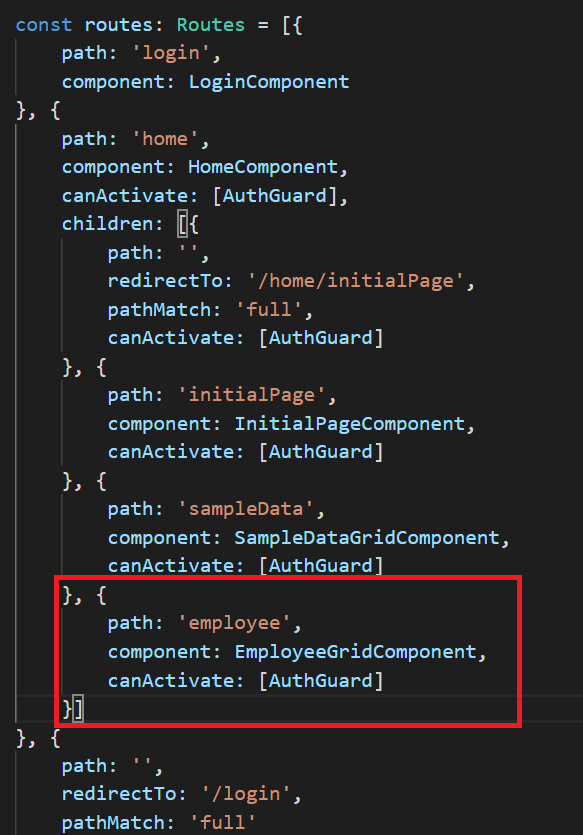 const routes: Routes = [{
path: 'login',
component: LoginComponent
}, {
path: 'home',
component: HomeComponent,
canActivate: [AuthGuard],
children: [{
path: '',
redirectTo: '/home/initialPage',
pathMatch: 'full',
canActivate: [AuthGuard]
}, {
path: 'initialPage',
component: InitialPageComponent,
canActivate: [AuthGuard]
}, {
path: 'sampleData',
component: SampleDataGridComponent,
canActivate: [AuthGuard]
}, {
path: 'employee',
component: EmployeeGridComponent,
canActivate: [AuthGuard]
}]
}, {
path: '',
redirectTo: '/login',
pathMatch: 'full'